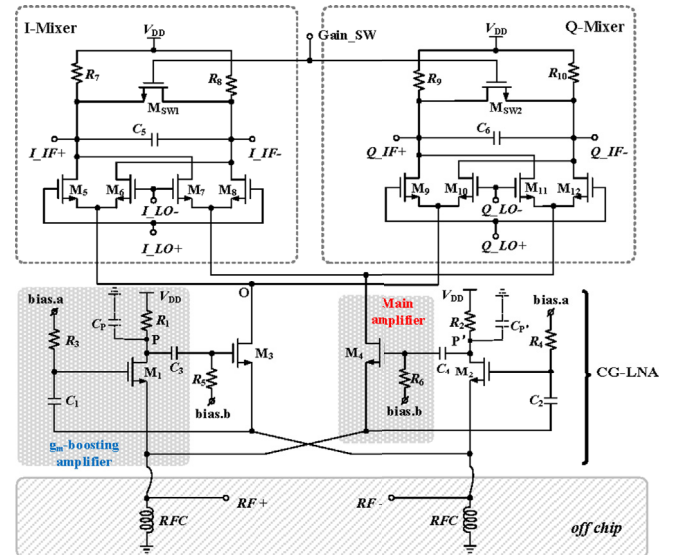 I-Mixer
Gain_SW
Q-Mixer
VDD
VDD
R7
R8
R9
R10
MSW1
MSW2
C5
C6
I_IF+
I_IF-
Q_IF+
Q_IF-
M5
M6
M7
M8
M9
M10
M11
M12
I_LO-
Q_LO-
I_LO+
Q_LO+
O
bias.a
VDD
Main
amplifier
VDD
bias.a
CP
R1
R2
CP'
R3
P
P'
R4
M1
C3
M3
M4
C4
M2
R5
R6
C1
bias.b
bias.b
C2
CG-LNA
gm-boosting
amplifier
RF +
RF -
RFC
RFC
off chip